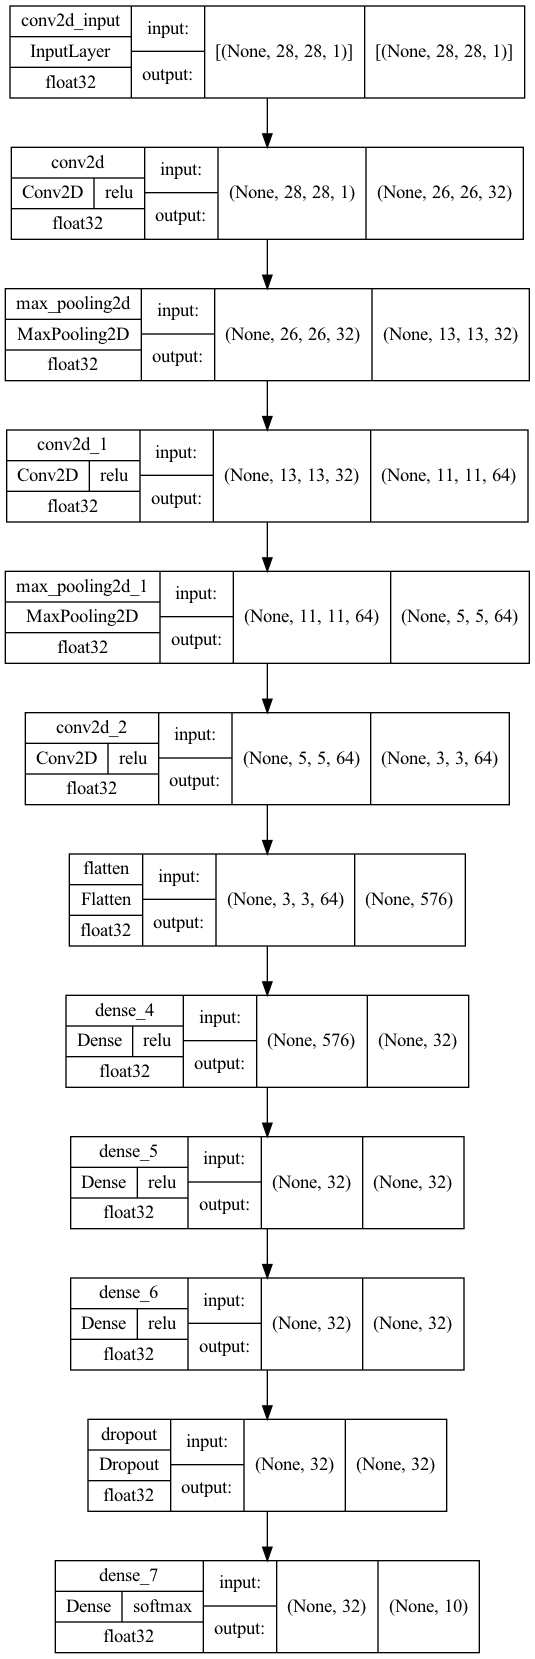 conv2d_input
InputLayer
float32
input:
output:
[(None, 28, 28, 1)]
[(None, 28, 28, 1)]
conv2d
Conv2D relu
float32
input:
output:
(None, 28, 28, 1)
(None, 26, 26, 32)
max_pooling2d
MaxPooling2D
float32
input:
output:
(None, 26, 26, 32)
(None, 13, 13, 32)
conv2d_1
Conv2D relu
float32
input:
output:
(None, 13, 13, 32)
(None, 11, 11, 64)
max_pooling2d_1
MaxPooling2D
float32
input:
output:
(None, 11, 11, 64)
(None, 5, 5, 64)
conv2d_2
Conv2D relu
float32
input:
output:
(None, 5, 5, 64)
(None, 3, 3, 64)
flatten
Flatten
float32
input:
output:
(None, 3, 3, 64)
(None, 576)
dense_4
Dense relu
float32
input:
output:
(None, 576)
(None, 32)
dense_5
Dense relu
float32
input:
output:
(None, 32)
(None, 32)
dense_6
Dense relu
float32
input:
output:
(None, 32)
(None, 32)
dropout
Dropout
float32
input:
output:
(None, 32)
(None, 32)
dense_7
Dense softmax
float32
input:
output:
(None, 32)
(None, 10)